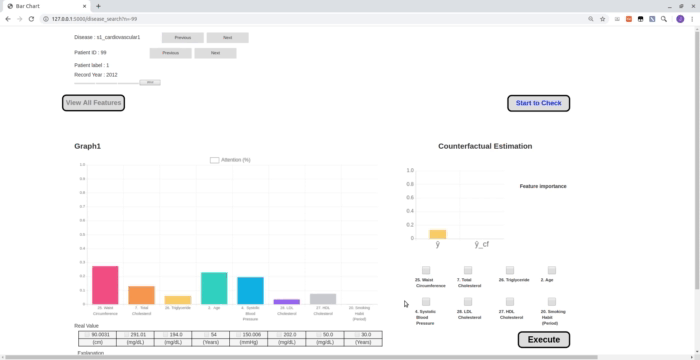 Bar Chart
127.0.0.1:5000/disease_search?n=-99
Disease : s1_cardiovascular1
Previous
Next
Patient ID : 99
Previous
Next
Patient label : 1
Record Year : 2012
View All Features
Start to Check
Graph1
Counterfactual Estimation
Attention (%)
1.0
0.9
0.8
0.7
0.6
0.5
0.4
0.3
0.2
0.1
0
25. Waist Circumference
7. Total Cholesterol
26. Triglyceride
2. Age
4. Systolic Blood Pressure
28. LDL Cholesterol
27. HDL Cholesterol
20. Smoking Habit (Period)
1.0
0.8
0.6
0.4
0.2
0
ŷ
ŷ_cf
Feature importance
25. Waist Circumference
7. Total Cholesterol
26. Triglyceride
2. Age
4. Systolic Blood Pressure
28. LDL Cholesterol
27. HDL Cholesterol
20. Smoking Habit (Period)
Real Value
90.0031 291.01 194.0 54 150.006 202.0 50.0 30.0
(cm) (mg/dL) (mg/dL) (Years) (mmHg) (mg/dL) (mg/dL) (Years)
Execute
Explanation